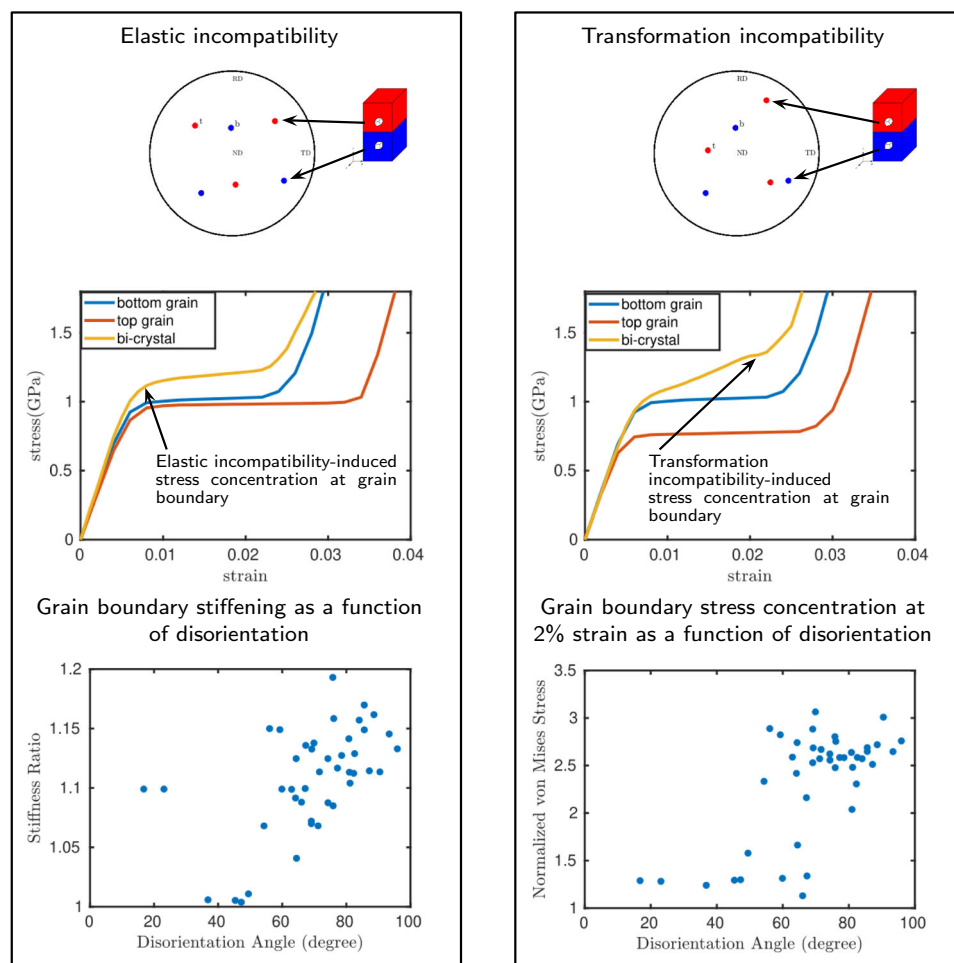 Elastic incompatibility
RD
t
b
ND
TD
1.5
1
0.5
0
stress(GPa)
bottom grain
top grain
bi-crystal
Elastic incompatibility-induced
stress concentration at grain
boundary
0
0.01
0.02
0.03
0.04
strain
Grain boundary stiffening as a function
of disorientation
1.2
1.15
1.1
1.05
1
Stiffness Ratio
0
20
40
60
80
100
Disorientation Angle (degree)
Transformation incompatibility
RD
b
t
ND
TD
1.5
1
0.5
0
stress(GPa)
bottom grain
top grain
bi-crystal
Transformation
incompatibility-induced
stress concentration at grain
boundary
0
0.01
0.02
0.03
0.04
strain
Grain boundary stress concentration at
2% strain as a function of disorientation
3.5
3
2.5
2
1.5
1
Normalized von Mises Stress
0
20
40
60
80
100
Disorientation Angle (degree)